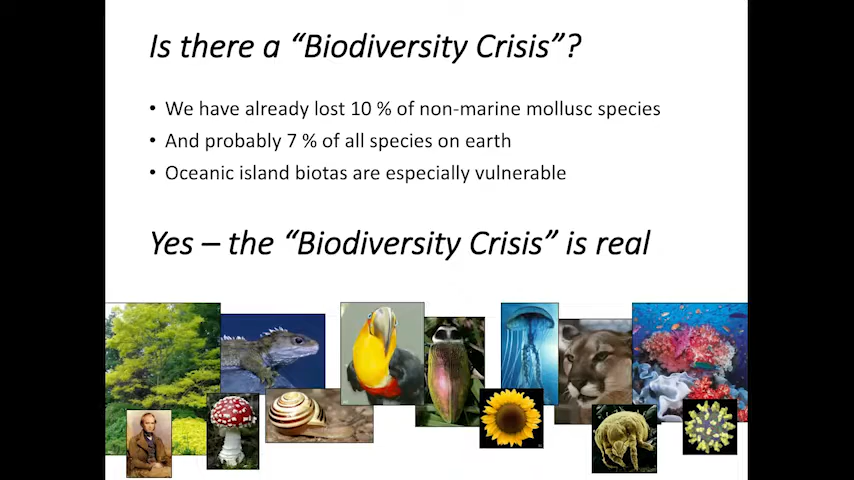 Is there a “Biodiversity Crisis”?
• We have already lost 10 % of non-marine mollusc species
• And probably 7 % of all species on earth
• Oceanic island biotas are especially vulnerable
Yes – the “Biodiversity Crisis” is real